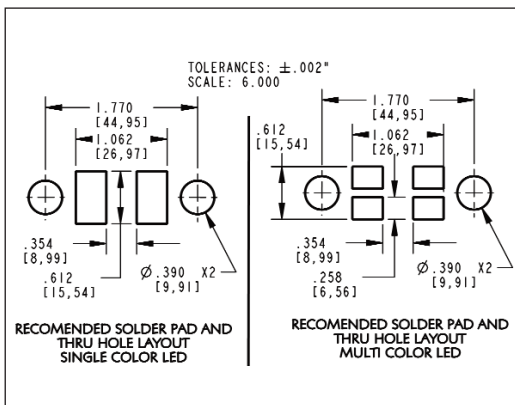 TOLERANCES: ±.002"
SCALE: 6.000
1.770
[44,95]
1.062
[26,97]
.354
[8,99]
.612
[15,54]
Ø.390 X2
[9,91]
RECOMENDED SOLDER PAD AND
THRU HOLE LAYOUT
SINGLE COLOR LED
1.770
[44,95]
.612
[15,54]
1.062
[26,97]
.354
[8,99]
.258
[6,56]
Ø.390 X2
[9,91]
RECOMENDED SOLDER PAD AND
THRU HOLE LAYOUT
MULTI COLOR LED